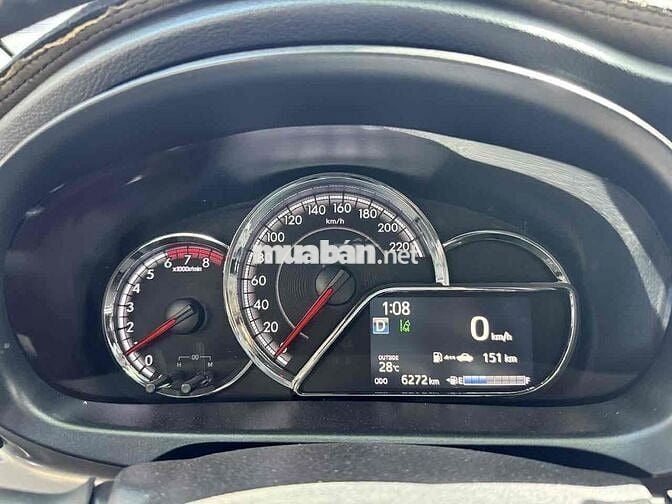 0 1 2 3 4 5 6 7 8
x1000r/min
H M
0 20 40 60 80 100 120 140 160 180 200 220
km/h
muaban.net
1:08
D
0 km/h
OUTSIDE
28°C
151 km
ODO 6272 km
E F